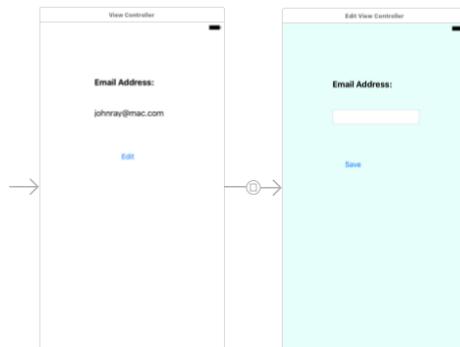 View Controller
Email Address:
johnray@mac.com
Edit
Edit View Controller
Email Address:
Save